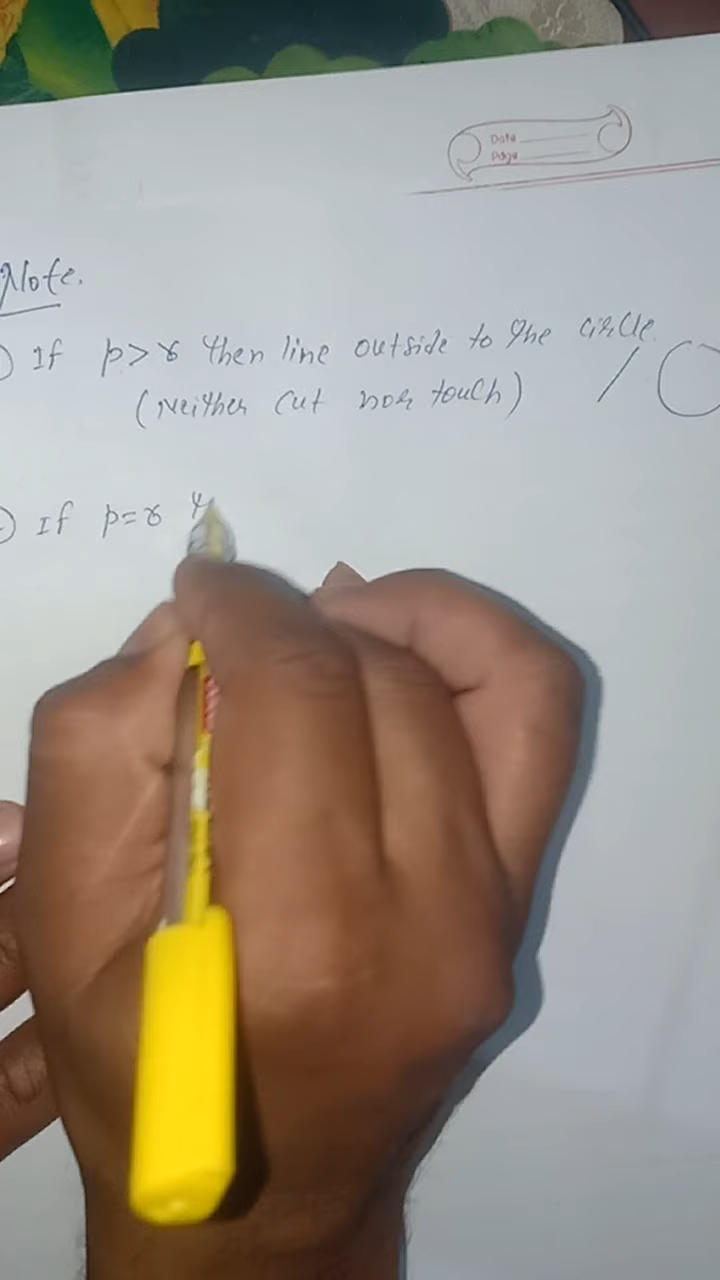 Date
Page
Note.
) If p>r then line outside to the circle.
(Neither cut nor touch)
) If p=r